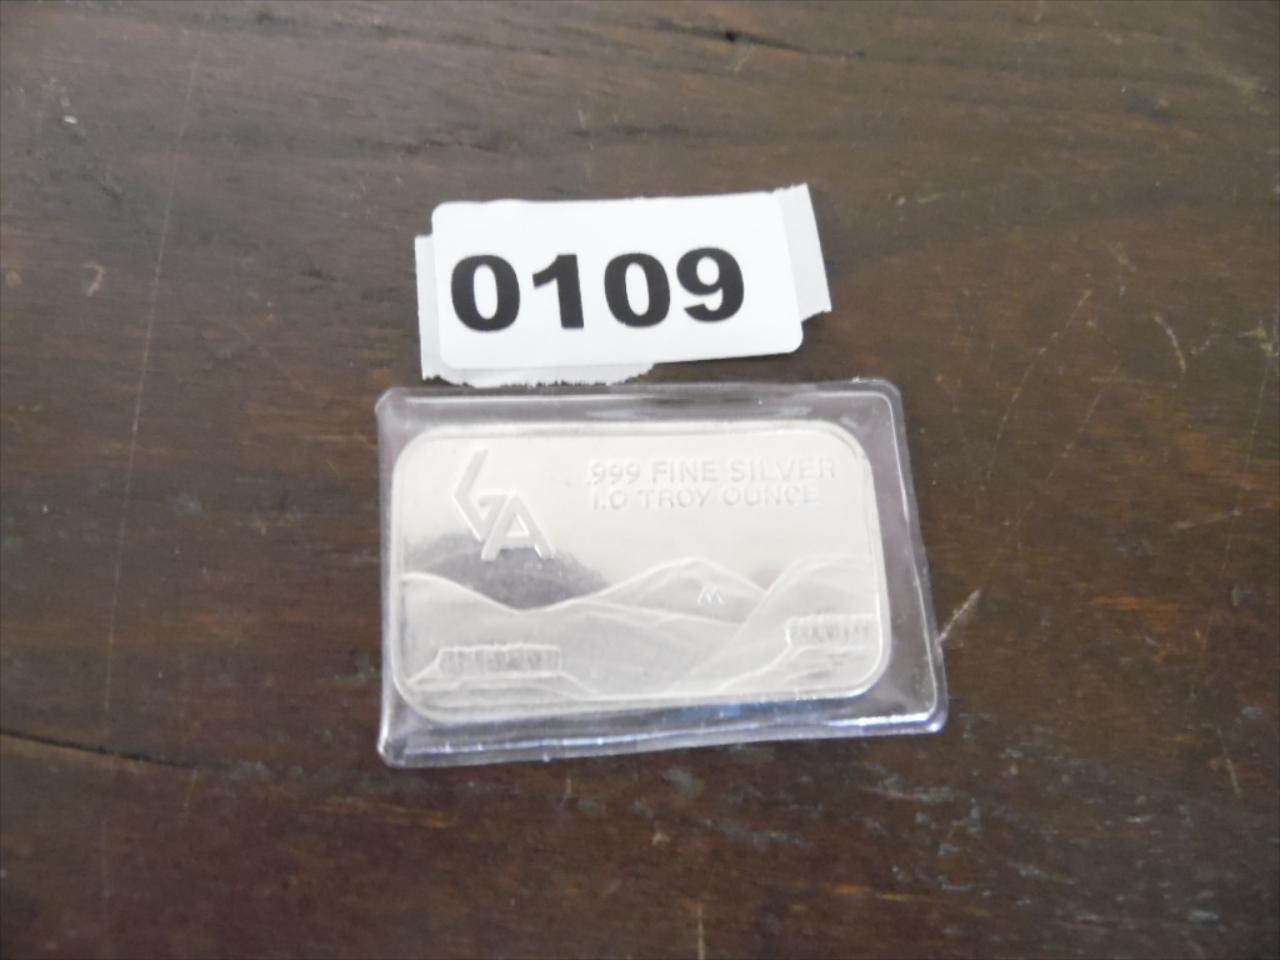 0109
GA
.999 FINE SILVER
1.0 TROY OUNCE